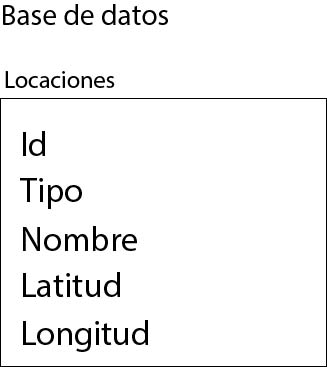 Base de datos
Locaciones
Id
Tipo
Nombre
Latitud
Longitud